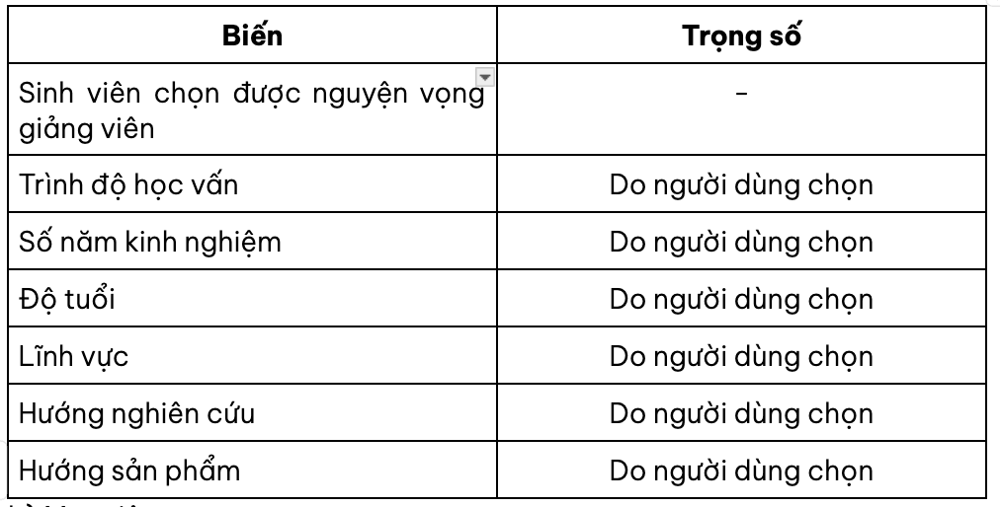 Biến
Trọng số
Sinh viên chọn được nguyện vọng
giảng viên
-
Trình độ học vấn
Do người dùng chọn
Số năm kinh nghiệm
Do người dùng chọn
Độ tuổi
Do người dùng chọn
Lĩnh vực
Do người dùng chọn
Hướng nghiên cứu
Do người dùng chọn
Hướng sản phẩm
Do người dùng chọn